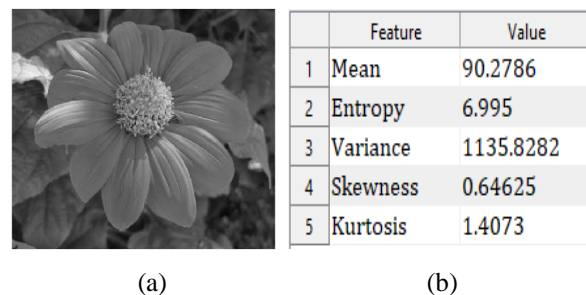 Feature Value
1 Mean 90.2786
2 Entropy 6.995
3 Variance 1135.8282
4 Skewness 0.64625
5 Kurtosis 1.4073
(a) (b)